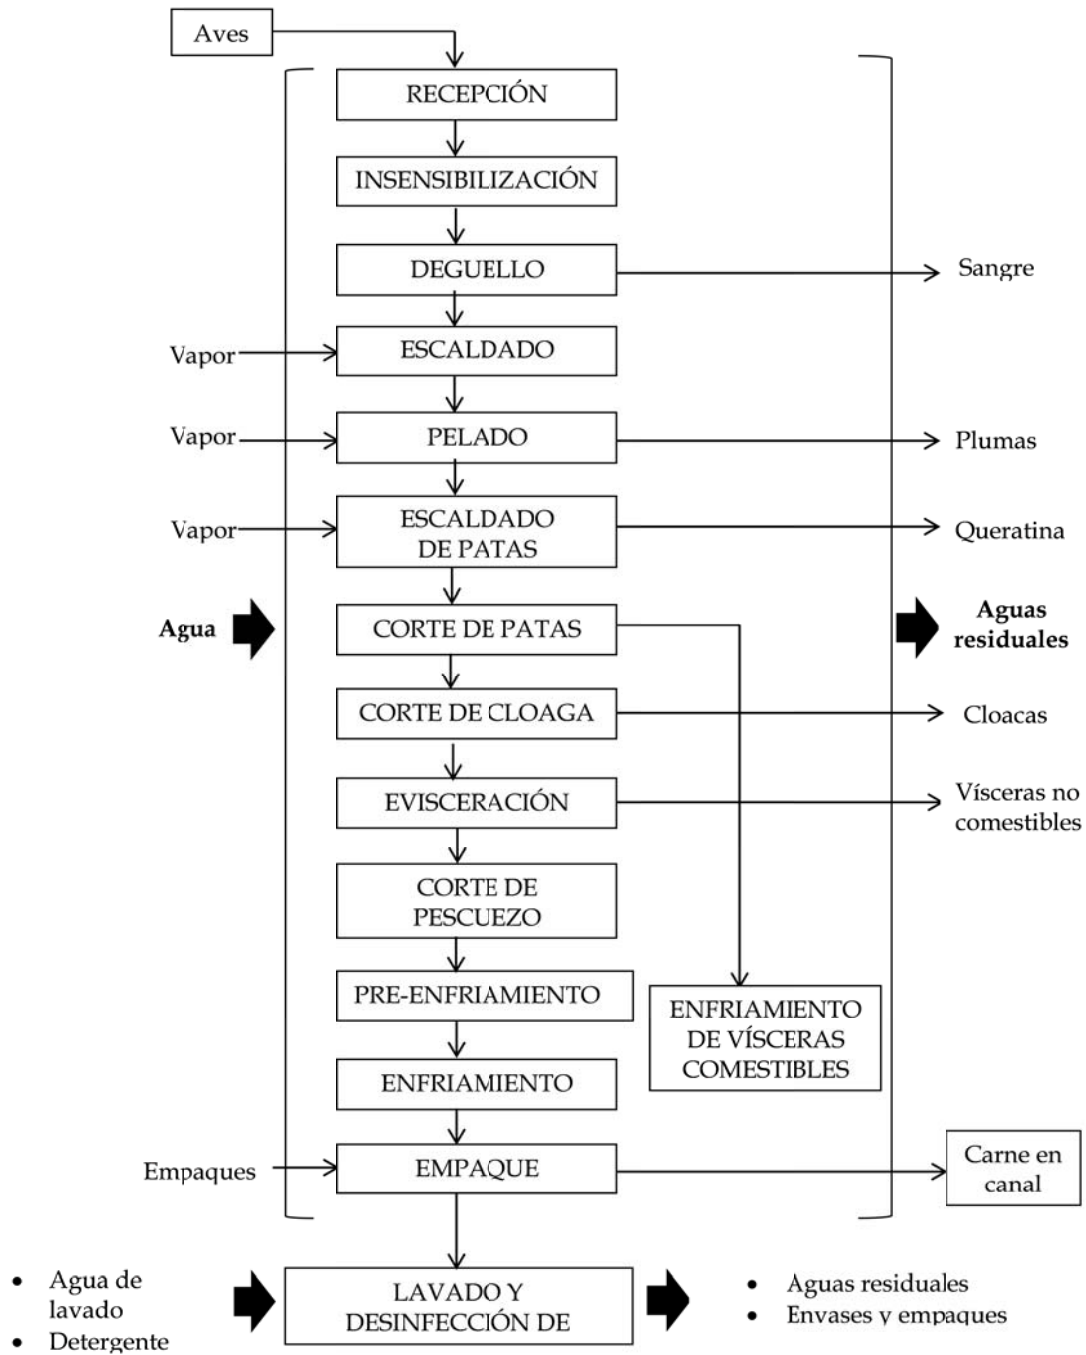 Aves
RECEPCIÓN
INSENSIBILIZACIÓN
DEGUELLO
Sangre
Vapor
ESCALDADO
Vapor
PELADO
Plumas
Vapor
ESCALDADO
DE PATAS
Queratina
Agua
CORTE DE PATAS
Aguas
residuales
CORTE DE CLOAGA
Cloacas
EVISCERACIÓN
Vísceras no
comestibles
CORTE DE
PESCUEZO
PRE-ENFRIAMIENTO
ENFRIAMIENTO
DE VÍSCERAS
COMESTIBLES
ENFRIAMIENTO
Empaques
EMPAQUE
Carne en
canal
• Agua de
lavado
• Detergente
LAVADO Y
DESINFECCIÓN DE
• Aguas residuales
• Envases y empaques